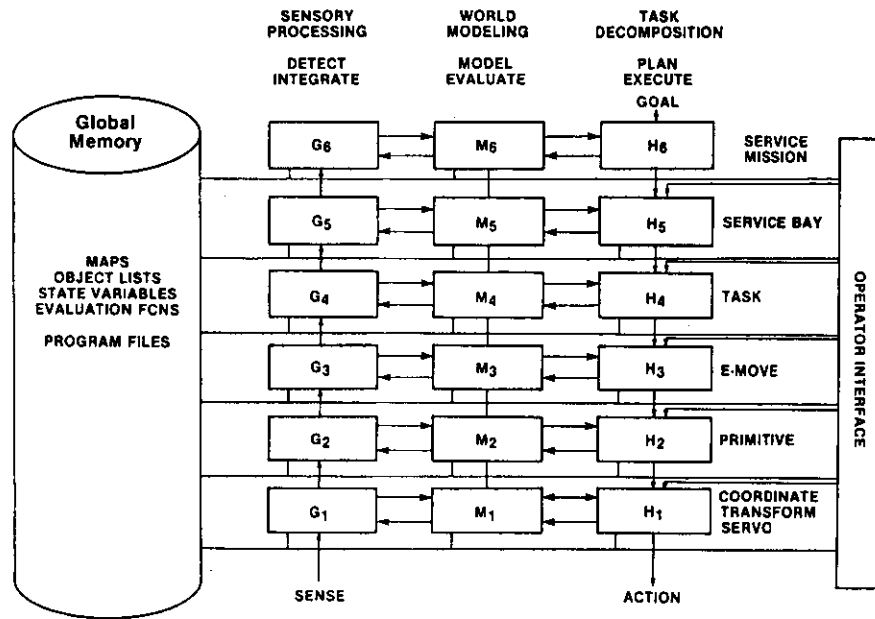 SENSORY
PROCESSING
WORLD
MODELING
TASK
DECOMPOSITION
DETECT
INTEGRATE
MODEL
EVALUATE
PLAN
EXECUTE
GOAL
Global
Memory
MAPS
OBJECT LISTS
STATE VARIABLES
EVALUATION FCNS
PROGRAM FILES
G6
M6
H6
SERVICE
MISSION
G5
M5
H5
SERVICE BAY
G4
M4
H4
TASK
G3
M3
H3
E-MOVE
G2
M2
H2
PRIMITIVE
G1
M1
H1
COORDINATE
TRANSFORM
SERVO
SENSE
ACTION
OPERATOR INTERFACE